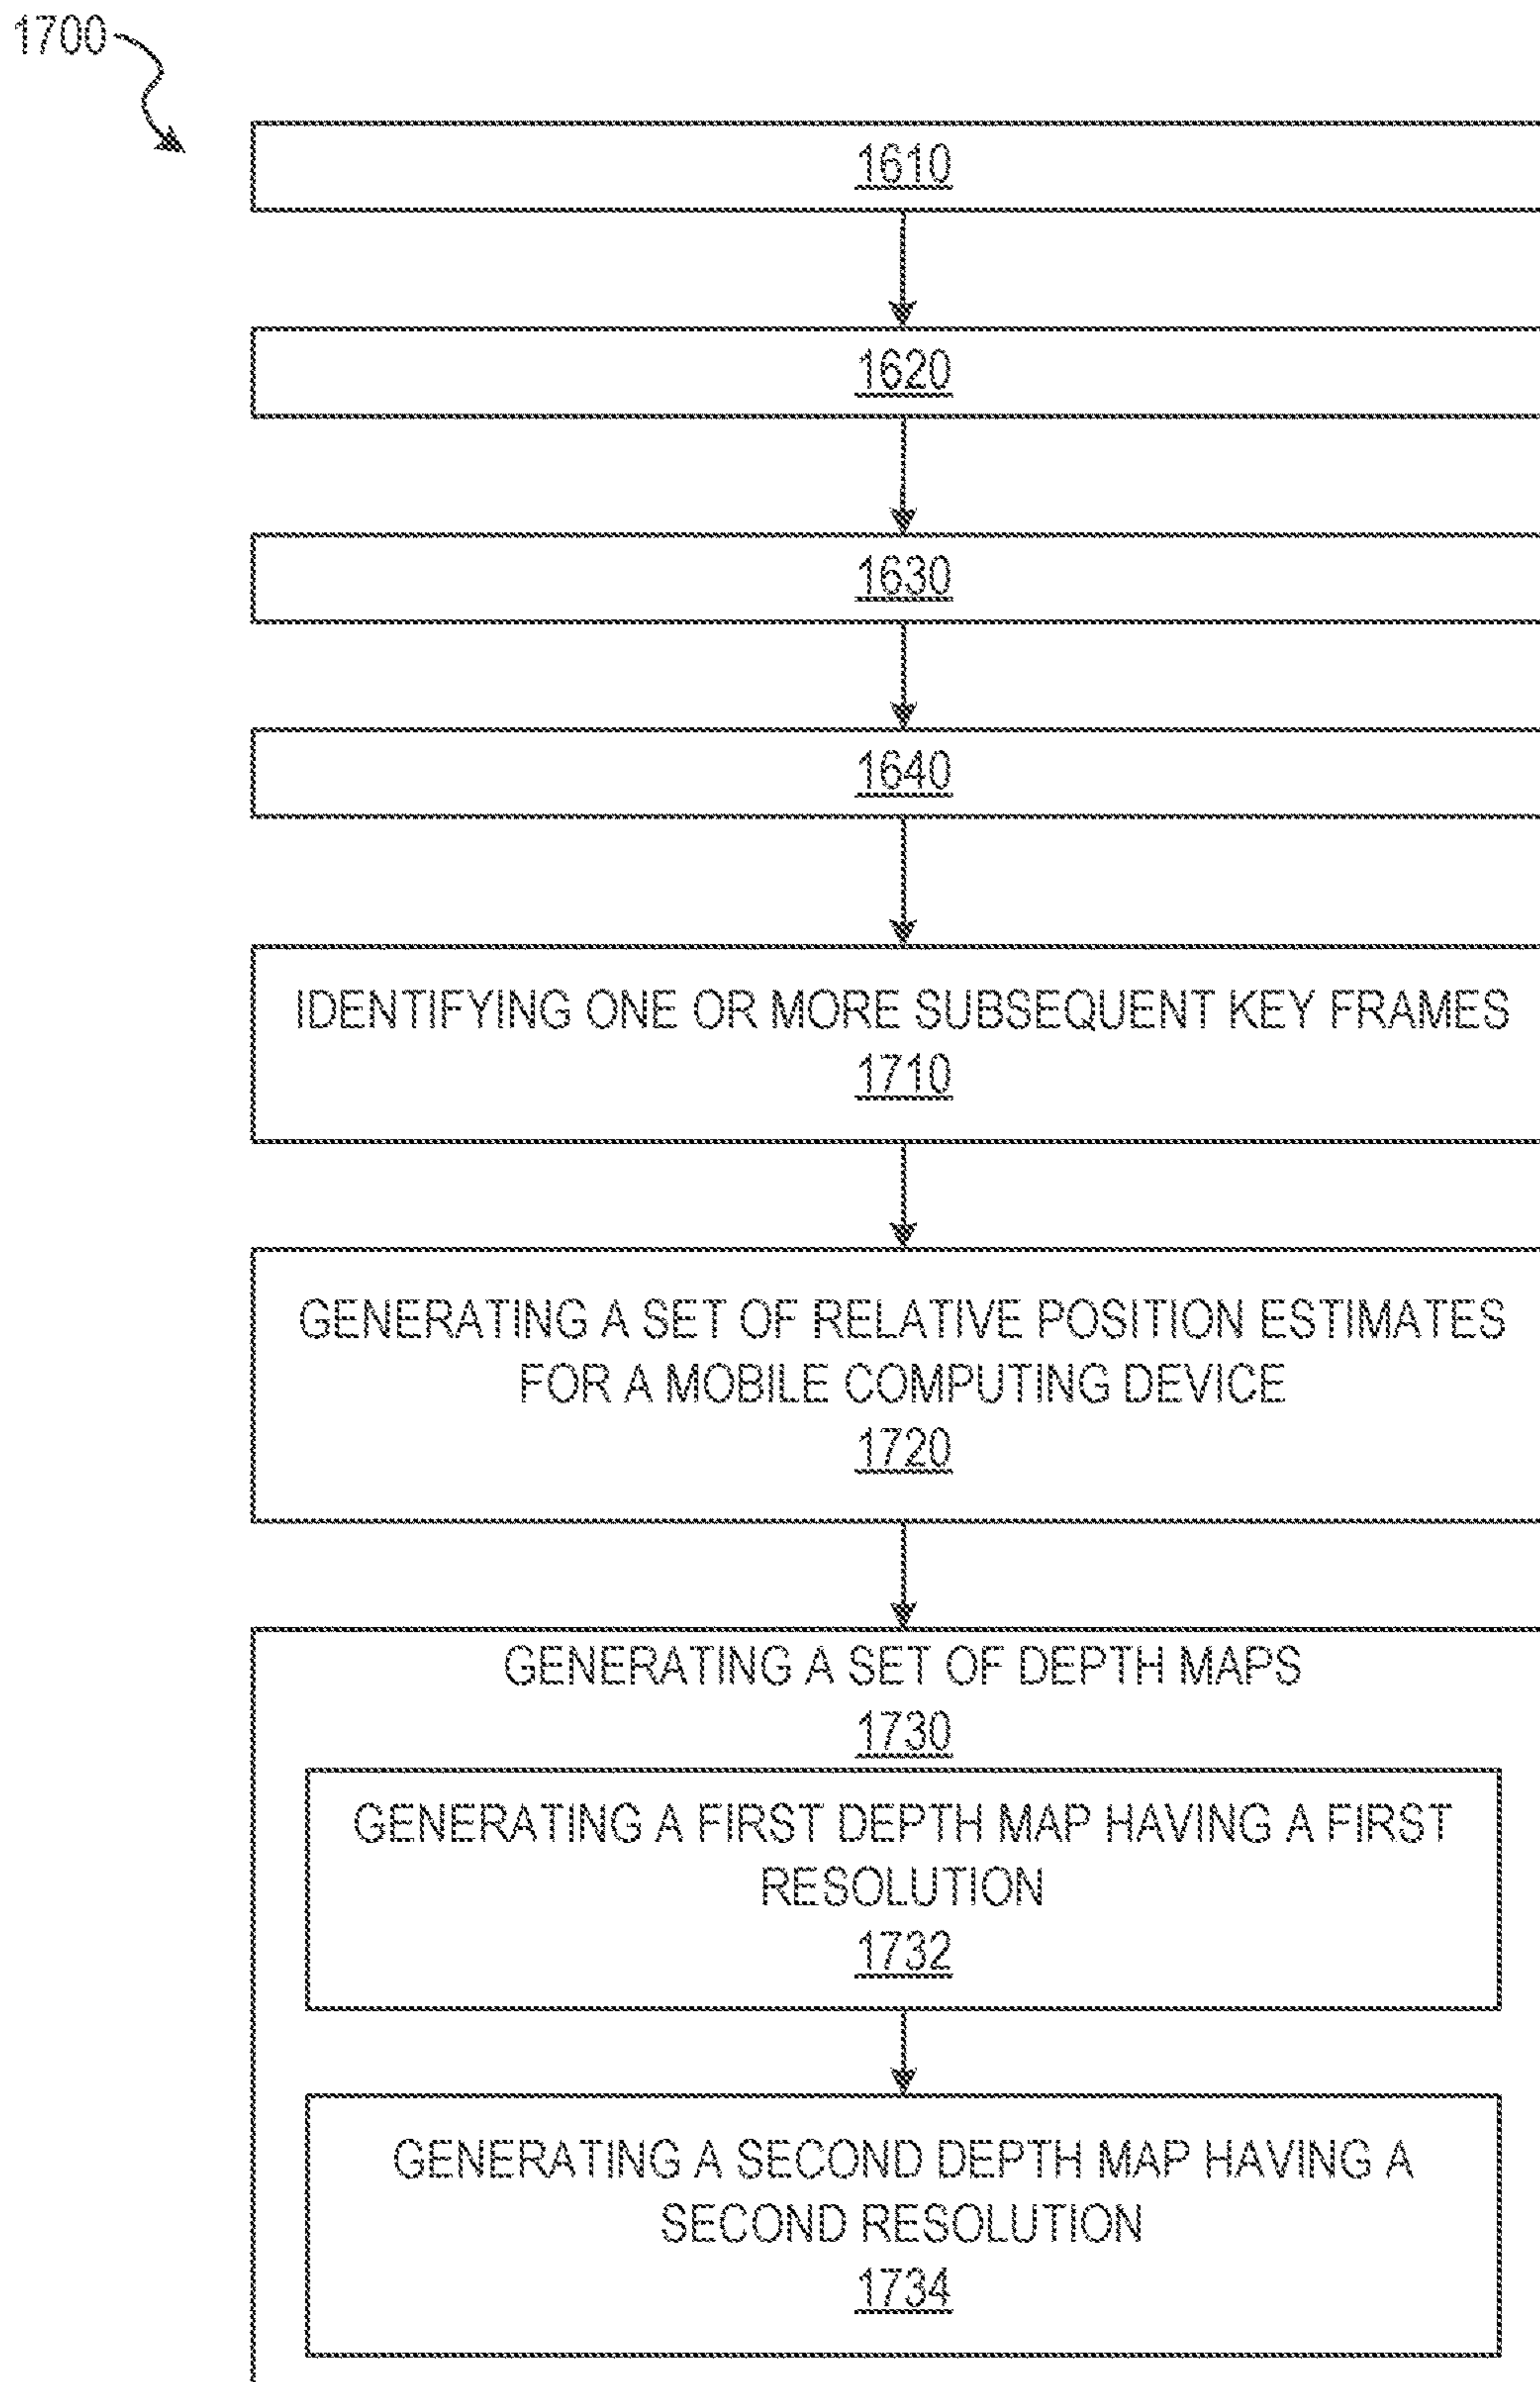 1700
1610
1620
1630
1640
IDENTIFYING ONE OR MORE SUBSEQUENT KEY FRAMES
1710
GENERATING A SET OF RELATIVE POSITION ESTIMATES
FOR A MOBILE COMPUTING DEVICE
1720
GENERATING A SET OF DEPTH MAPS
1730
GENERATING A FIRST DEPTH MAP HAVING A FIRST
RESOLUTION
1732
GENERATING A SECOND DEPTH MAP HAVING A
SECOND RESOLUTION
1734